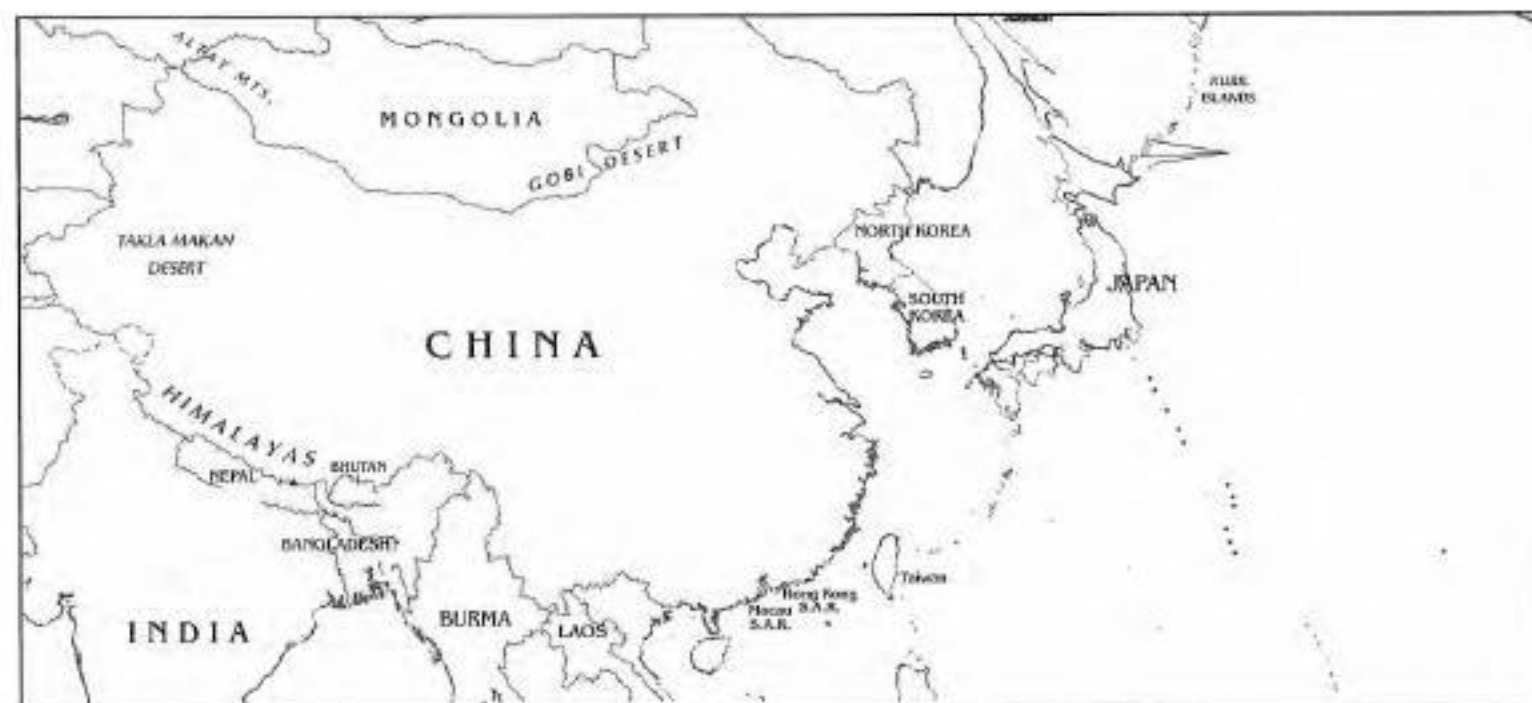 ALTAY MTS.
KURIL
ISLANDS
MONGOLIA
GOBI DESERT
TAKLA MAKAN
DESERT
NORTH KOREA
JAPAN
SOUTH
KOREA
CHINA
HIMALAYAS
NEPAL
BHUTAN
BANGLADESH
Taiwan
Hong Kong
S.A.R.
Macau
S.A.R.
BURMA
LAOS
INDIA